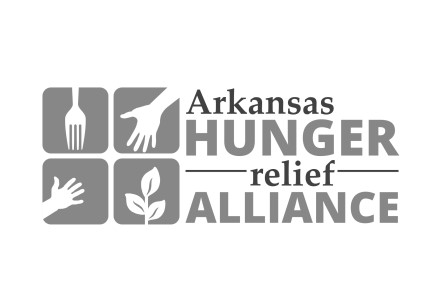 Arkansas
HUNGER
relief
ALLIANCE